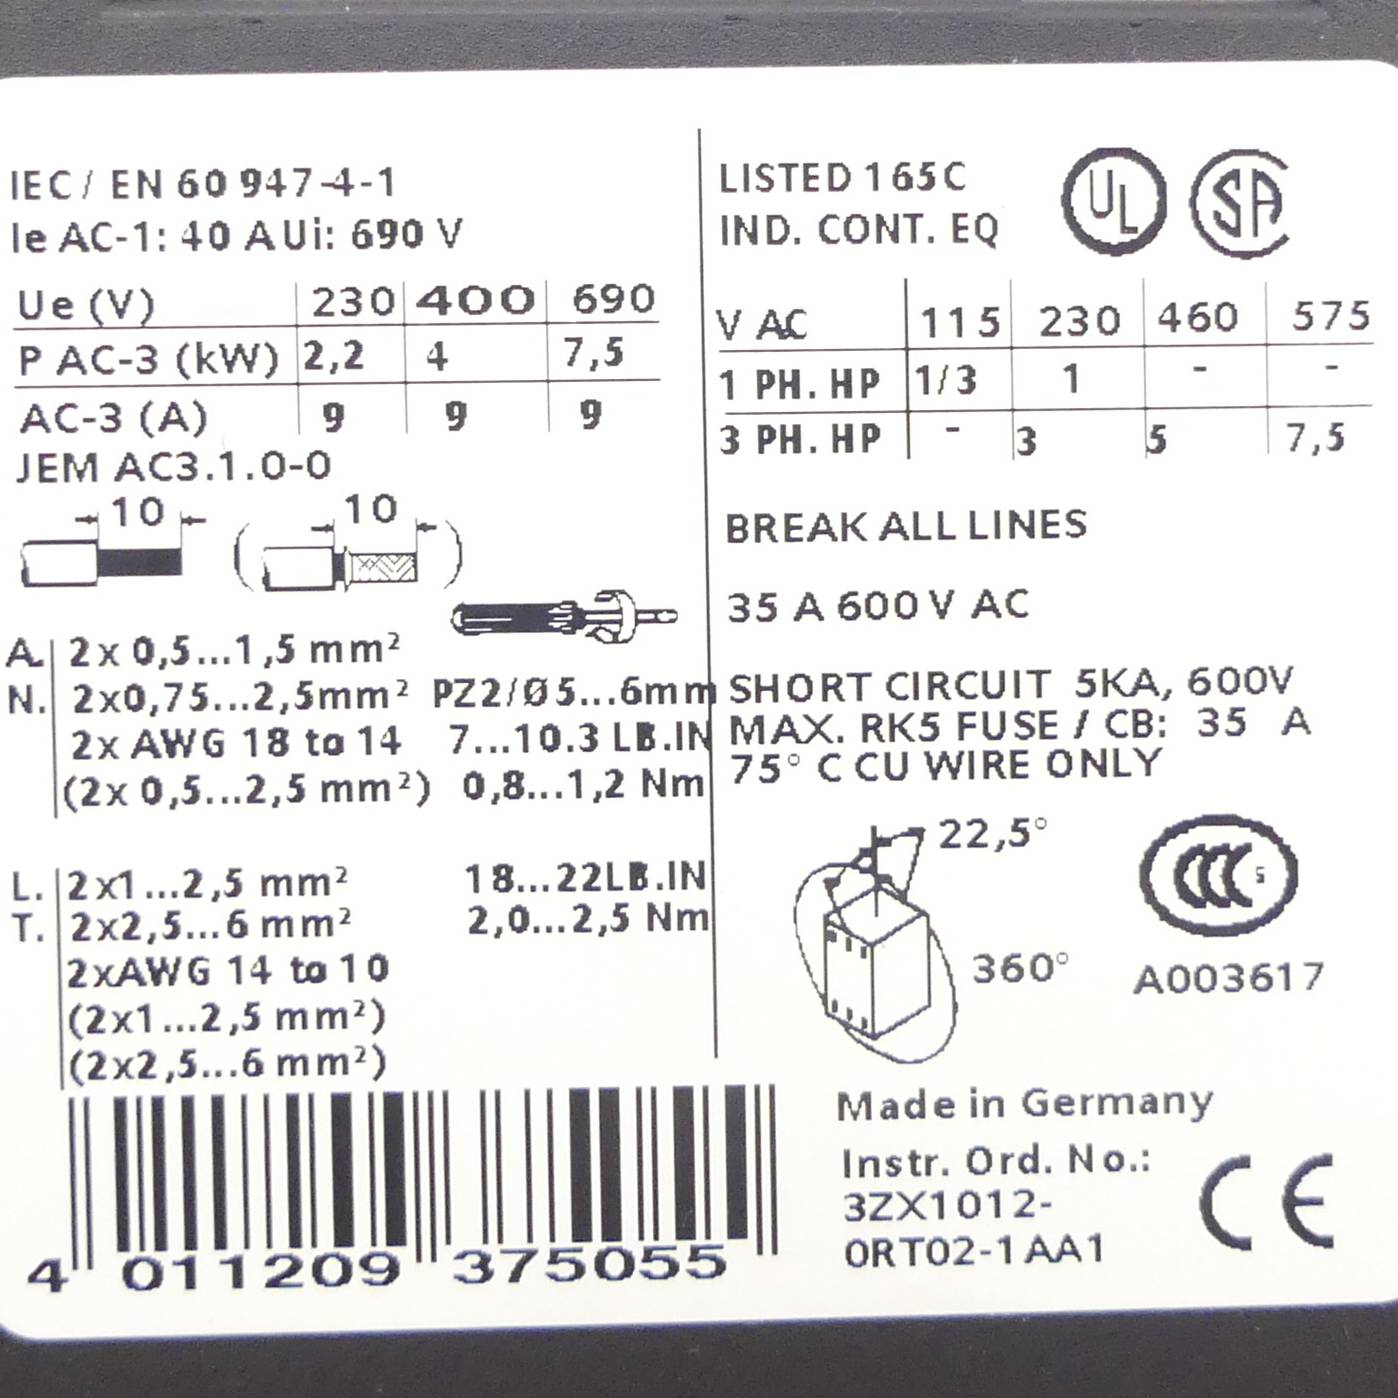 IEC / EN 60 947-4-1
Ie AC-1: 40 A Ui: 690 V
Ue (V) 230 400 690
P AC-3 (kW) 2,2 4 7,5
AC-3 (A) 9 9 9
JEM AC3.1.0-0
10 10
A. 2x 0,5...1,5 mm²
N. 2x0,75...2,5mm² PZ2/Ø5...6mm
2x AWG 18 to 14 7...10.3 LB.IN
(2x 0,5...2,5 mm²) 0,8...1,2 Nm
L. 2x1...2,5 mm² 18...22LB.IN
T. 2x2,5...6 mm² 2,0...2,5 Nm
2xAWG 14 to 10
(2x1...2,5 mm²)
(2x2,5...6 mm²)
4 011209 375055
LISTED 165C UL SA
IND. CONT. EQ
V AC 115 230 460 575
1 PH. HP 1/3 1 - -
3 PH. HP - 3 5 7,5
BREAK ALL LINES
35 A 600 V AC
SHORT CIRCUIT 5KA, 600V
MAX. RK5 FUSE / CB: 35 A
75° C CU WIRE ONLY
22,5°
CCC S
360°
A003617
Made in Germany
Instr. Ord. No.:
3ZX1012-
0RT02-1AA1
CE